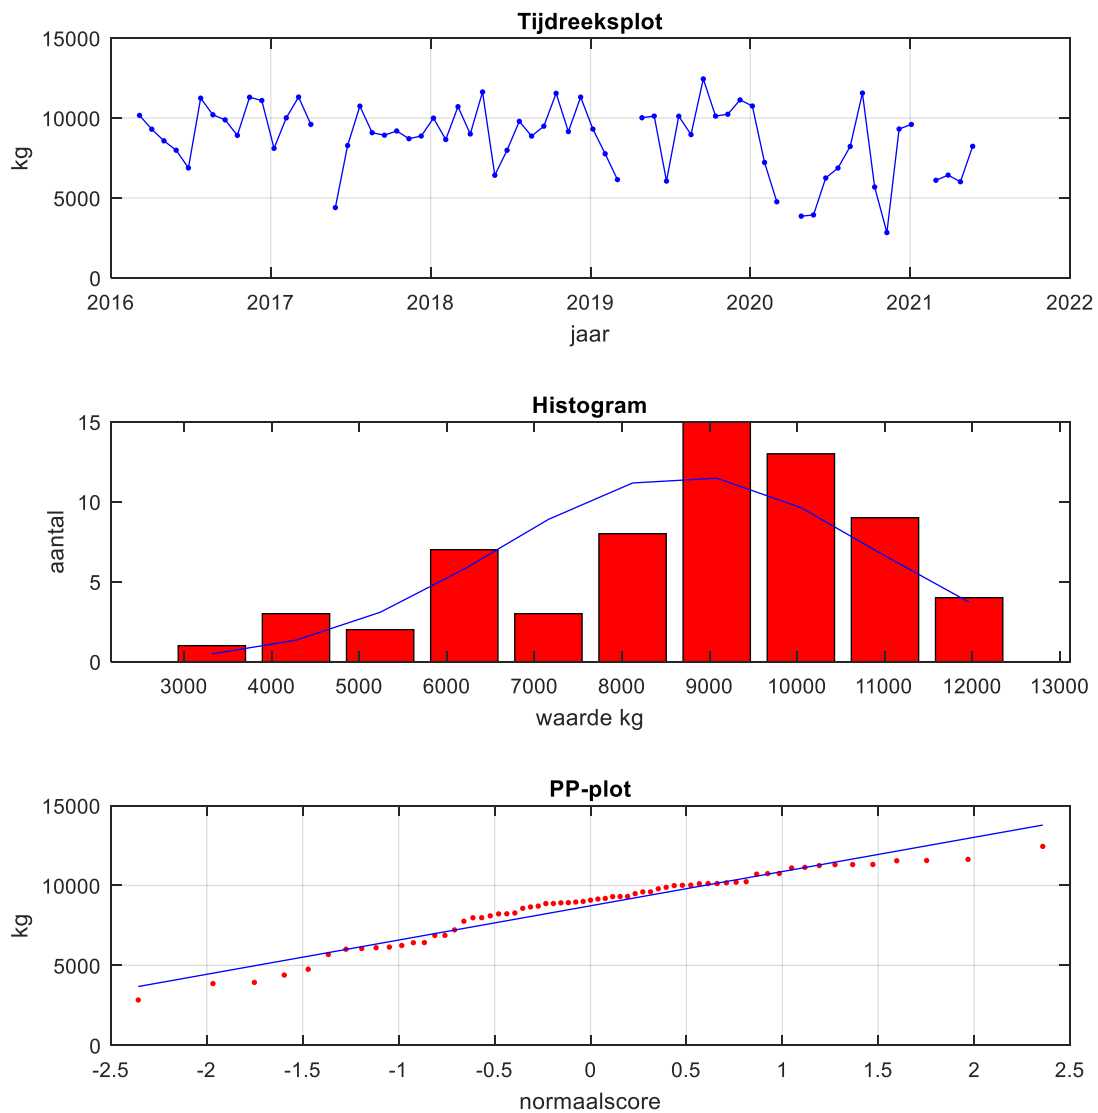 Tijdreeksplot
15000
10000
5000
0
kg
2016 2017 2018 2019 2020 2021 2022
jaar
Histogram
15
10
5
0
aantal
3000 4000 5000 6000 7000 8000 9000 10000 11000 12000 13000
waarde kg
PP-plot
15000
10000
5000
0
kg
-2.5 -2 -1.5 -1 -0.5 0 0.5 1 1.5 2 2.5
normaalscore